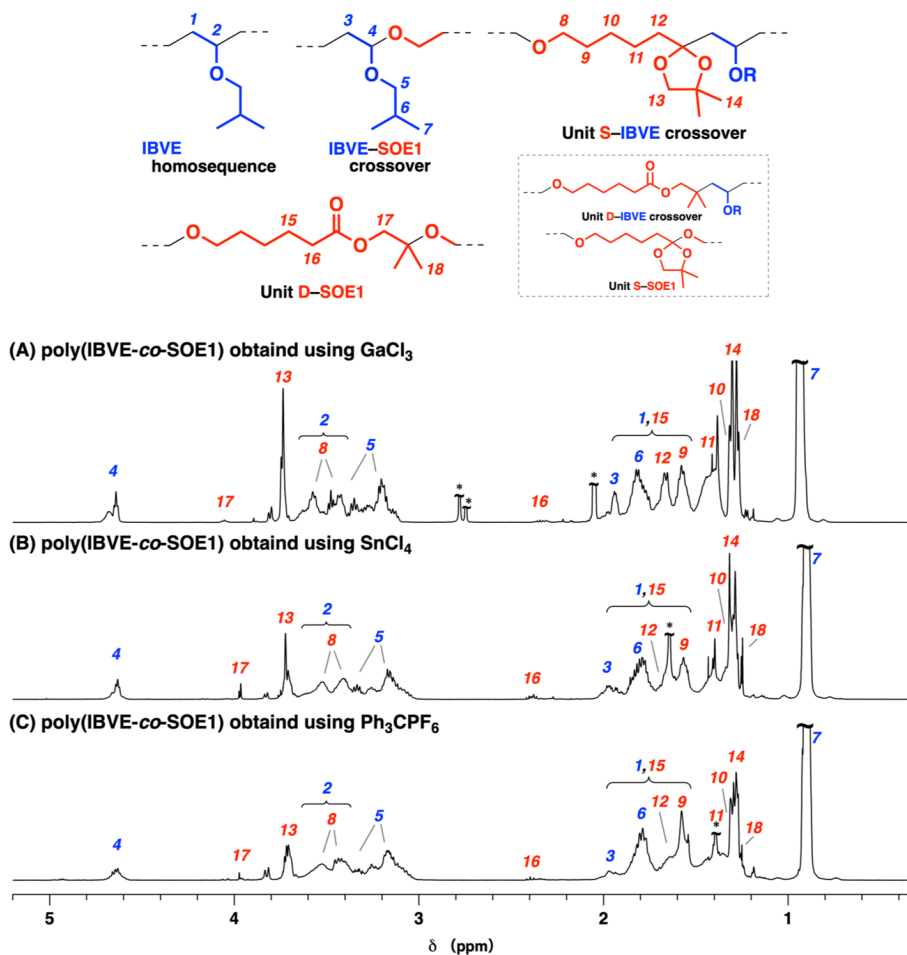 1 2
O
IBVE
homosequence
3 4
O
O
5
6
7
IBVE–SOE1
crossover
8 10 12
O
9 11
O O
OR
13 14
Unit S–IBVE crossover
15 O 17
O O O
16 18
Unit D–SOE1
O
O O
OR
Unit D–IBVE crossover
O O
O O
Unit S–SOE1
(A) poly(IBVE-co-SOE1) obtaind using GaCl3
4 17 13 2 8 5 * * 16 * 3 1,15 6 12 9 11 10 14 18 7
(B) poly(IBVE-co-SOE1) obtaind using SnCl4
4 17 13 2 8 5 16 3 1,15 6 12 * 9 11 10 14 18 7
(C) poly(IBVE-co-SOE1) obtaind using Ph3CPF6
4 17 13 2 8 5 16 3 1,15 6 12 9 11 * 10 14 18 7
5 4 3 2 1
δ (ppm)